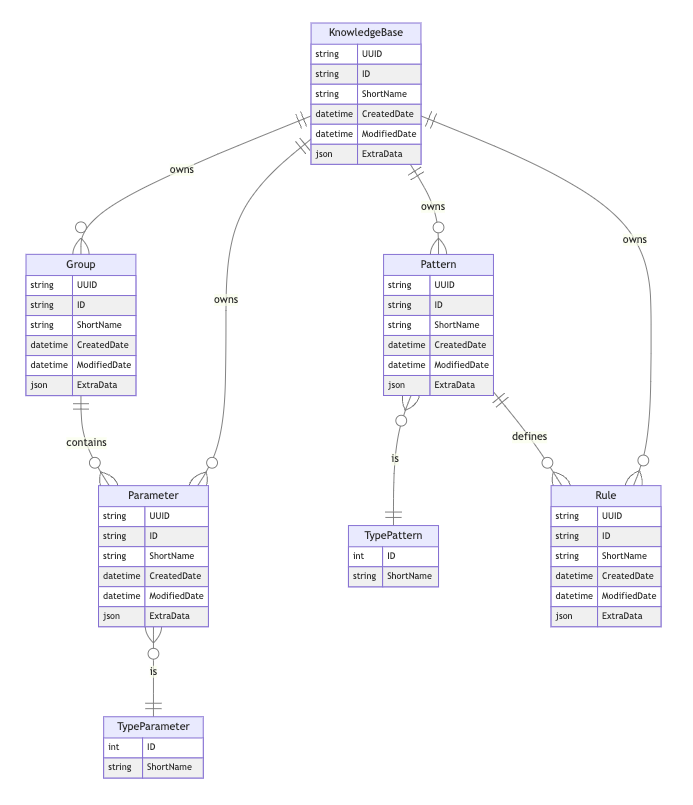 KnowledgeBase
string UUID
string ID
string ShortName
datetime CreatedDate
datetime ModifiedDate
json ExtraData
owns
owns
owns
owns
Group
string UUID
string ID
string ShortName
datetime CreatedDate
datetime ModifiedDate
json ExtraData
Pattern
string UUID
string ID
string ShortName
datetime CreatedDate
datetime ModifiedDate
json ExtraData
contains
is
defines
Parameter
string UUID
string ID
string ShortName
datetime CreatedDate
datetime ModifiedDate
json ExtraData
TypePattern
int ID
string ShortName
Rule
string UUID
string ID
string ShortName
datetime CreatedDate
datetime ModifiedDate
json ExtraData
is
TypeParameter
int ID
string ShortName